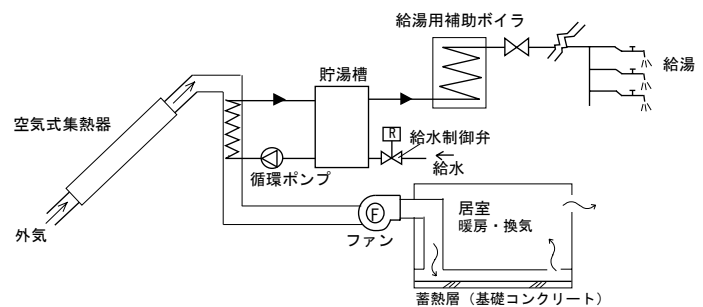 給湯用補助ボイラ
貯湯槽
給湯
空気式集熱器
R
給水制御弁
給水
循環ポンプ
外気
F
ファン
居室
暖房・換気
蓄熱層（基礎コンクリート）